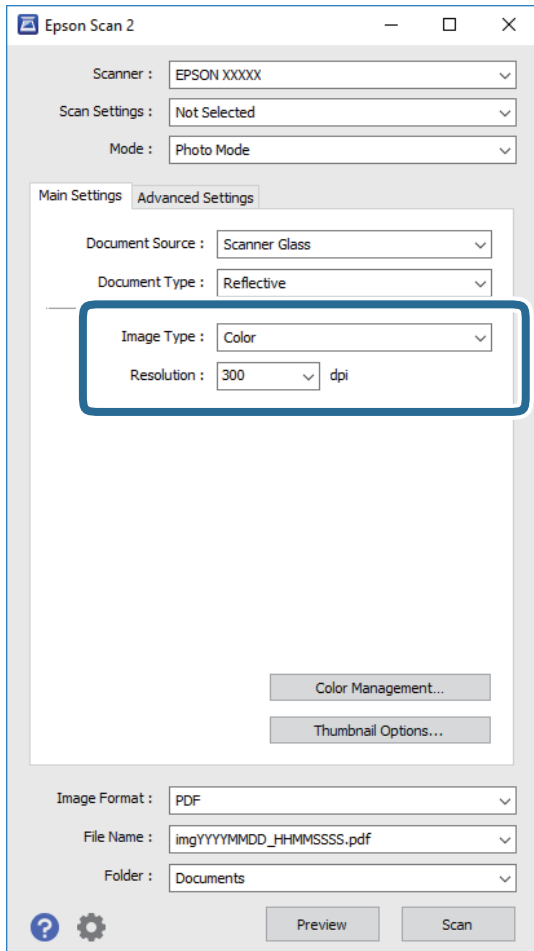 Epson Scan 2
Scanner : EPSON XXXXX
Scan Settings : Not Selected
Mode : Photo Mode
Main Settings Advanced Settings
Document Source : Scanner Glass
Document Type : Reflective
Image Type : Color
Resolution : 300 dpi
Color Management...
Thumbnail Options...
Image Format : PDF
File Name : imgYYYYMMDD_HHMMSSSS.pdf
Folder : Documents
? Preview Scan